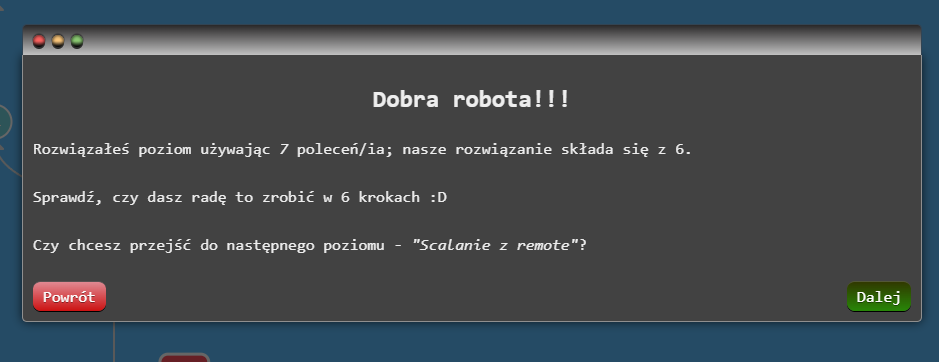 Dobra robota!!!
Rozwiązałeś poziom używając 7 poleceń/ia; nasze rozwiązanie składa się z 6.
Sprawdź, czy dasz radę to zrobić w 6 krokach :D
Czy chcesz przejść do następnego poziomu - "Scalanie z remote"?
Powrót
Dalej